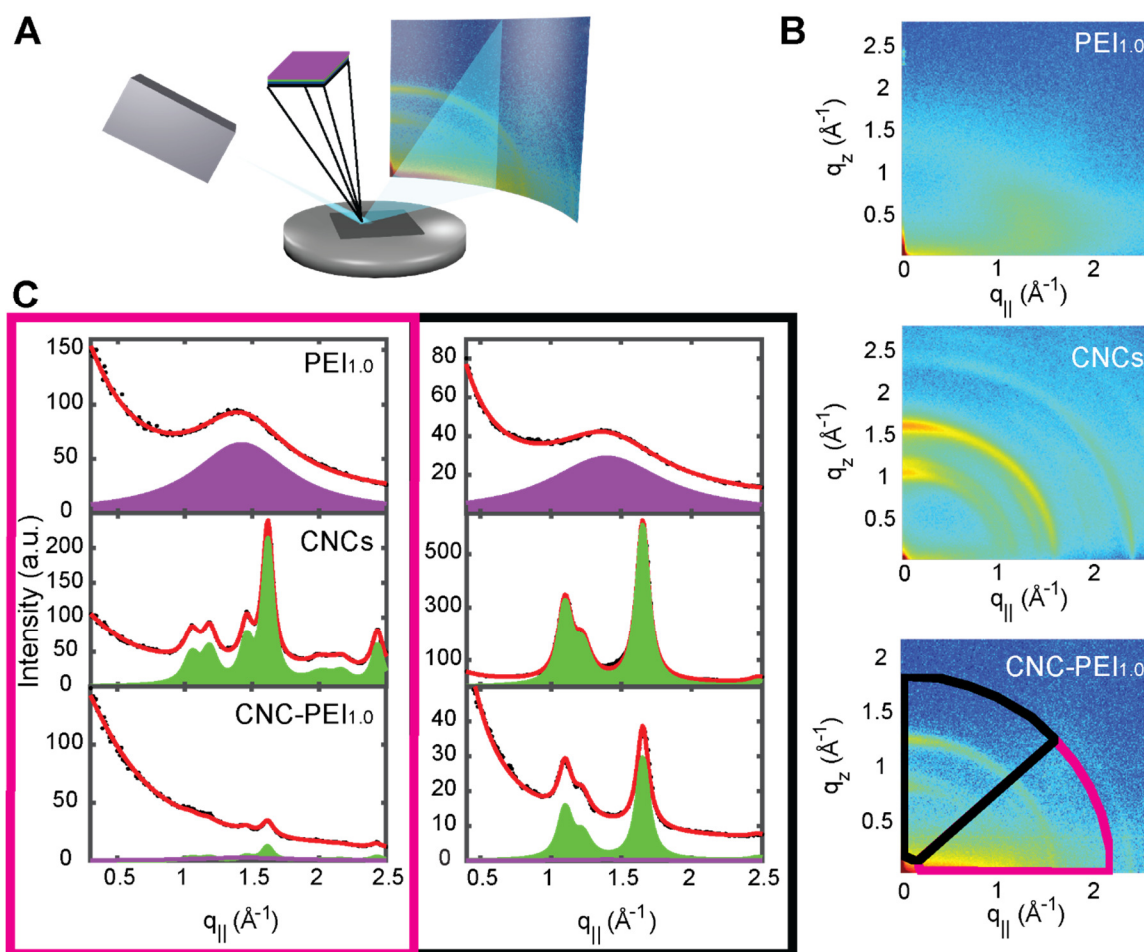 A
B
PEI1.0
2.5
2
1.5
1
0.5
qz (Å-1)
0 1 2
q|| (Å-1)
CNCs
2.5
2
1.5
1
0.5
qz (Å-1)
0 1 2
q|| (Å-1)
CNC-PEI1.0
2
1.5
1
0.5
qz (Å-1)
0 1 2
q|| (Å-1)
C
Intensity (a.u.)
PEI1.0
150
100
50
0
CNCs
200
150
100
50
0
CNC-PEI1.0
100
50
0
0.5 1 1.5 2 2.5
q|| (Å-1)
80
60
40
20
500
300
100
40
30
20
10
0
0.5 1 1.5 2 2.5
q|| (Å-1)